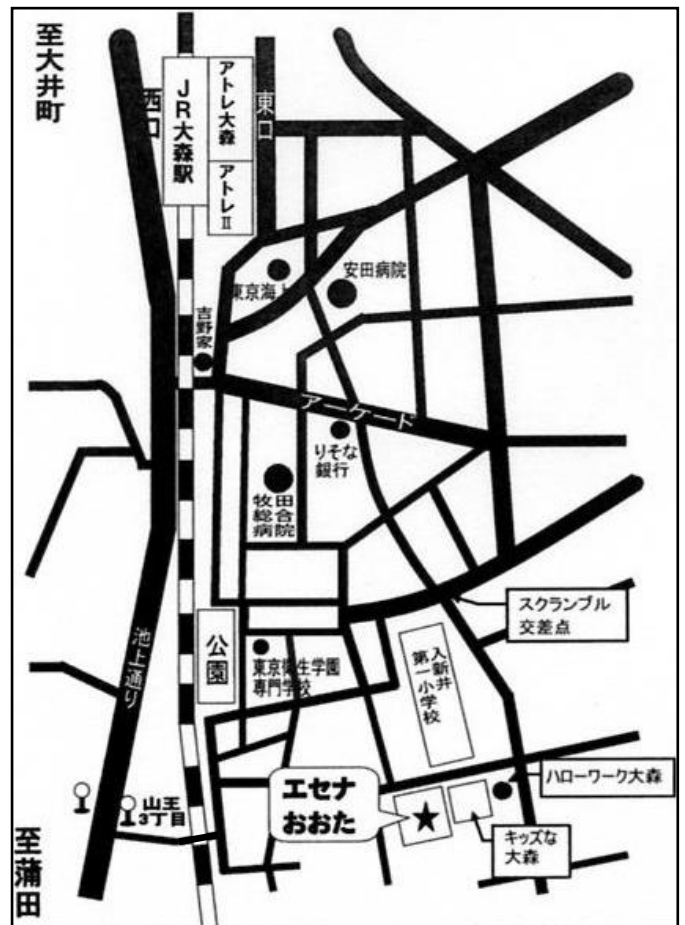 至大井町
西口
JR大森駅
アトレ大森
アトレⅡ
東口
東京海上
安田病院
吉野家
アーケード
りそな
銀行
牧田
総合
病院
スクランブル
交差点
池上通り
公園
東京衛生学園
専門学校
入新井
第一小学校
ハローワーク大森
エセナ
おおた
キッズな
大森
山王
3丁目
至蒲田